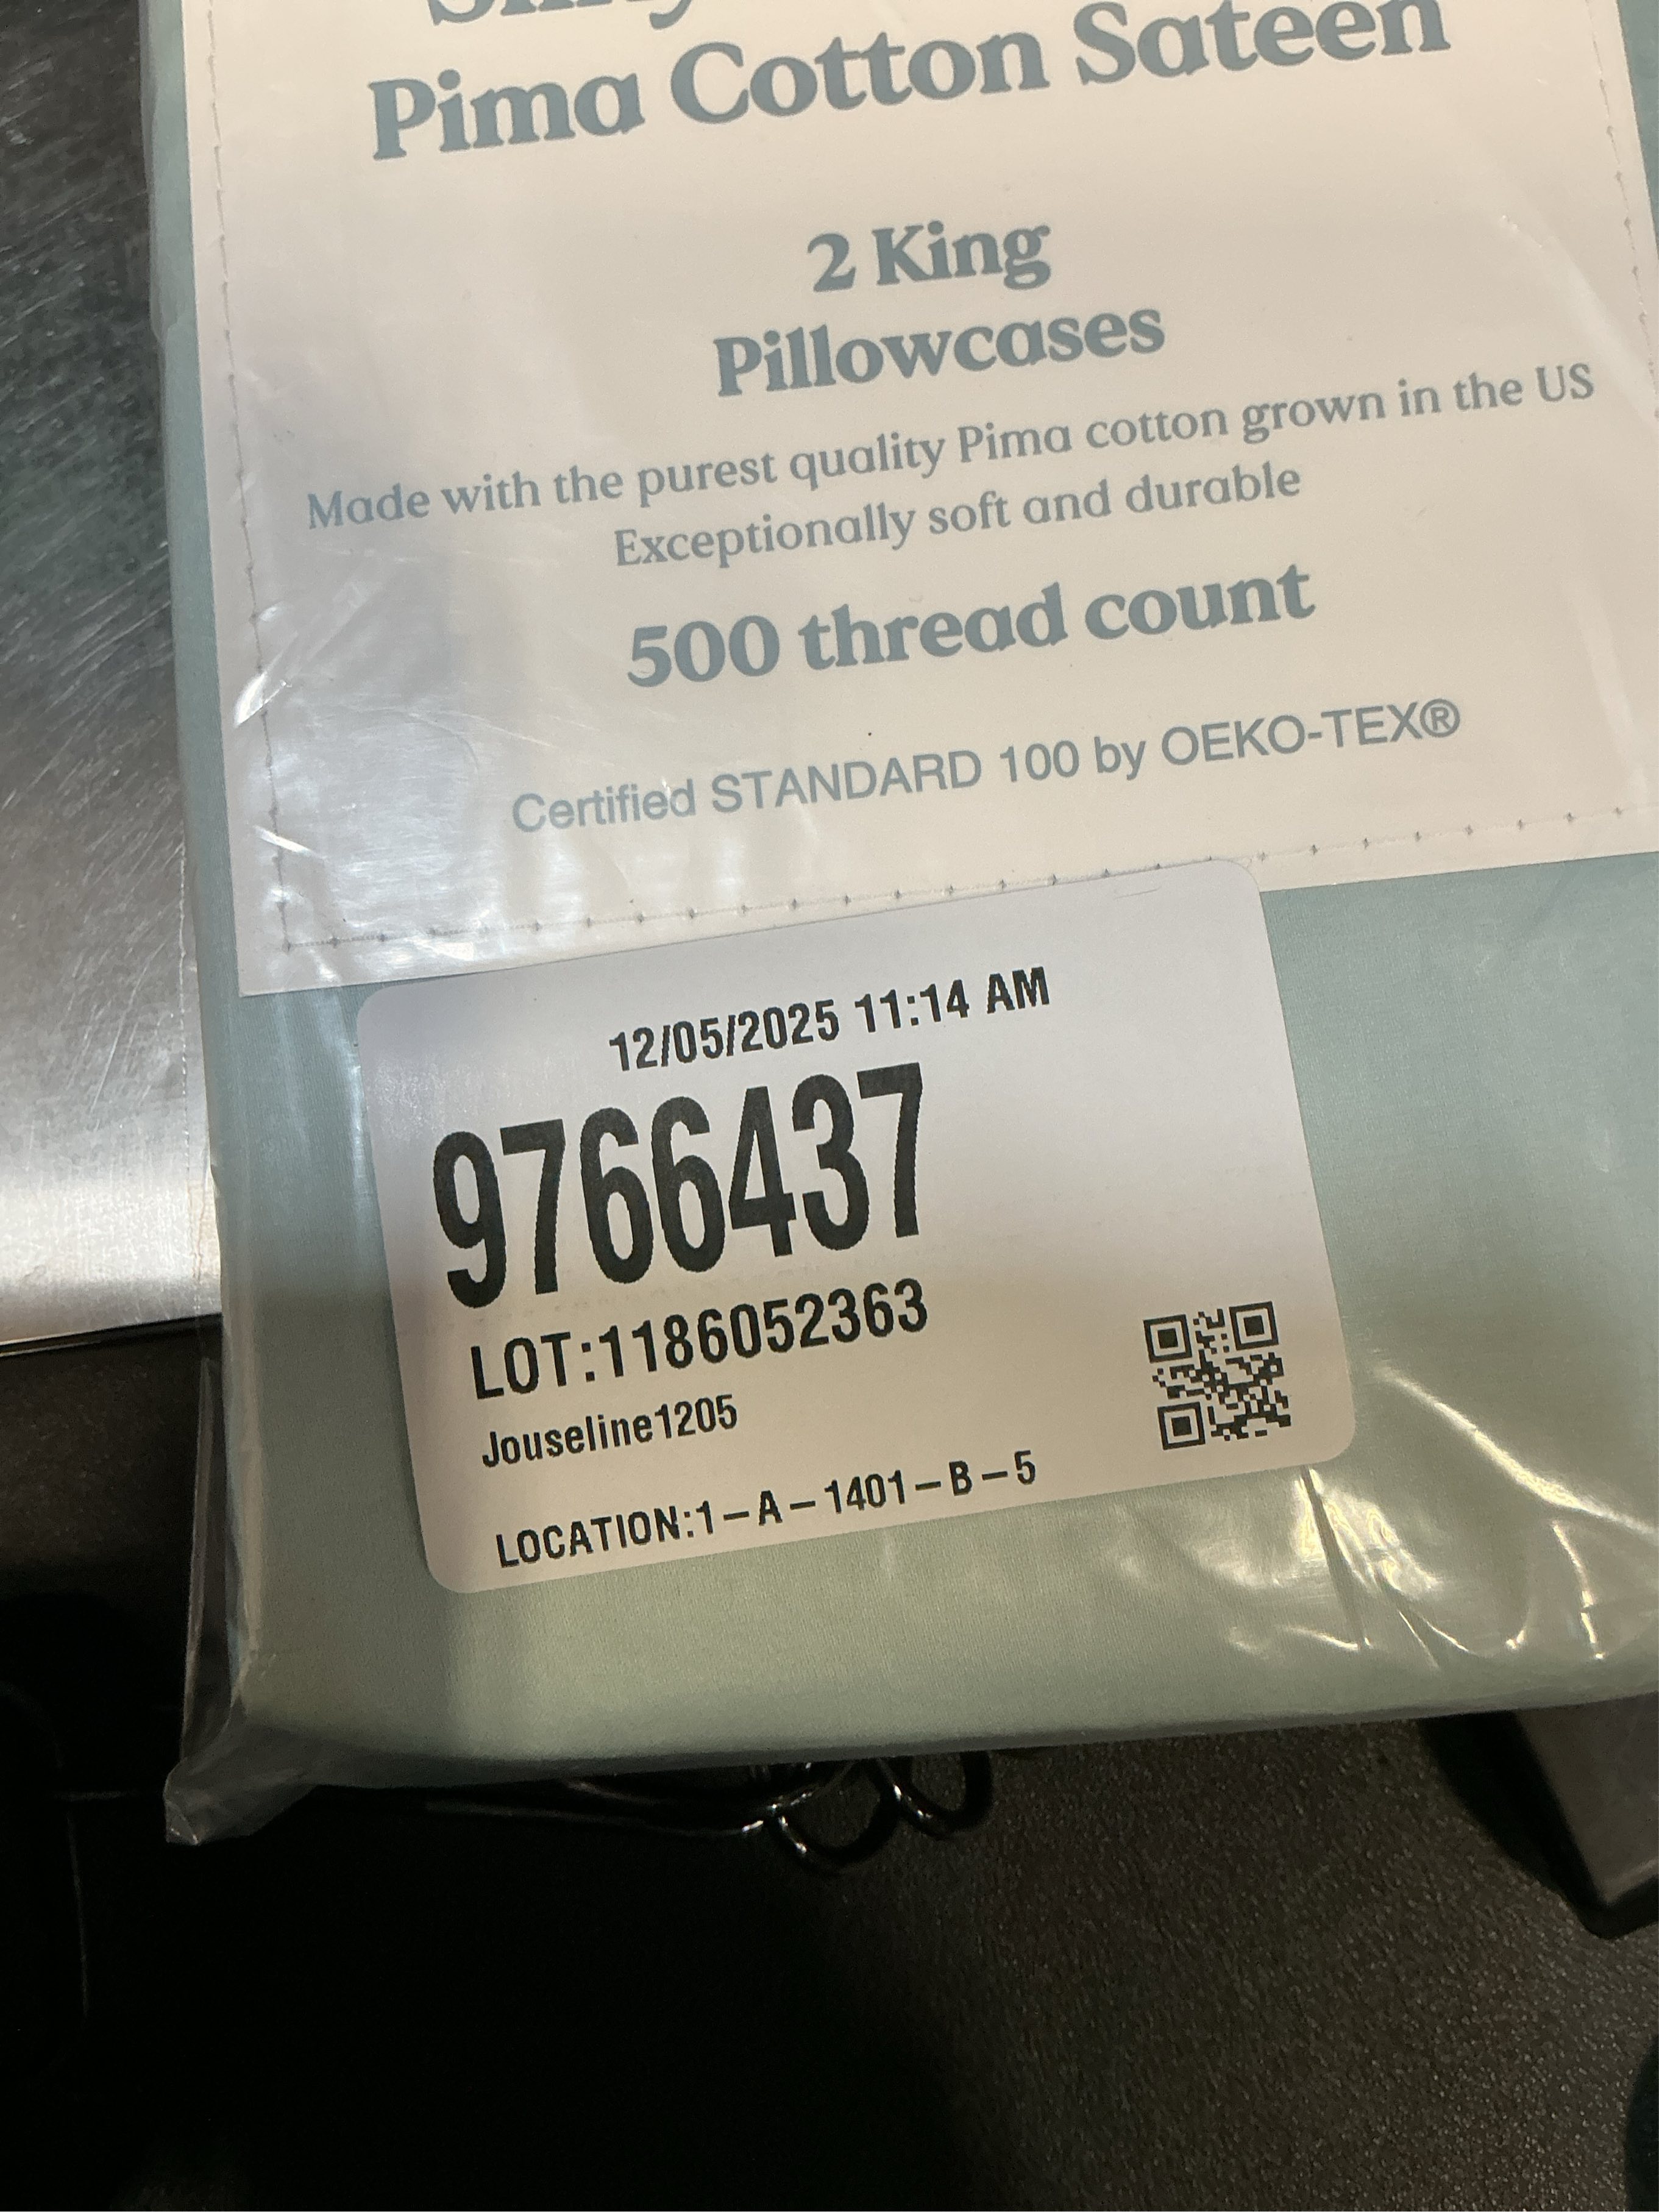 Pima Cotton Sateen
2 King
Pillowcases
Made with the purest quality Pima cotton grown in the US
Exceptionally soft and durable
500 thread count
Certified STANDARD 100 by OEKO-TEX®
12/05/2025 11:14 AM
9766437
LOT:1186052363
Jouseline1205
LOCATION:1-A-1401-B-5